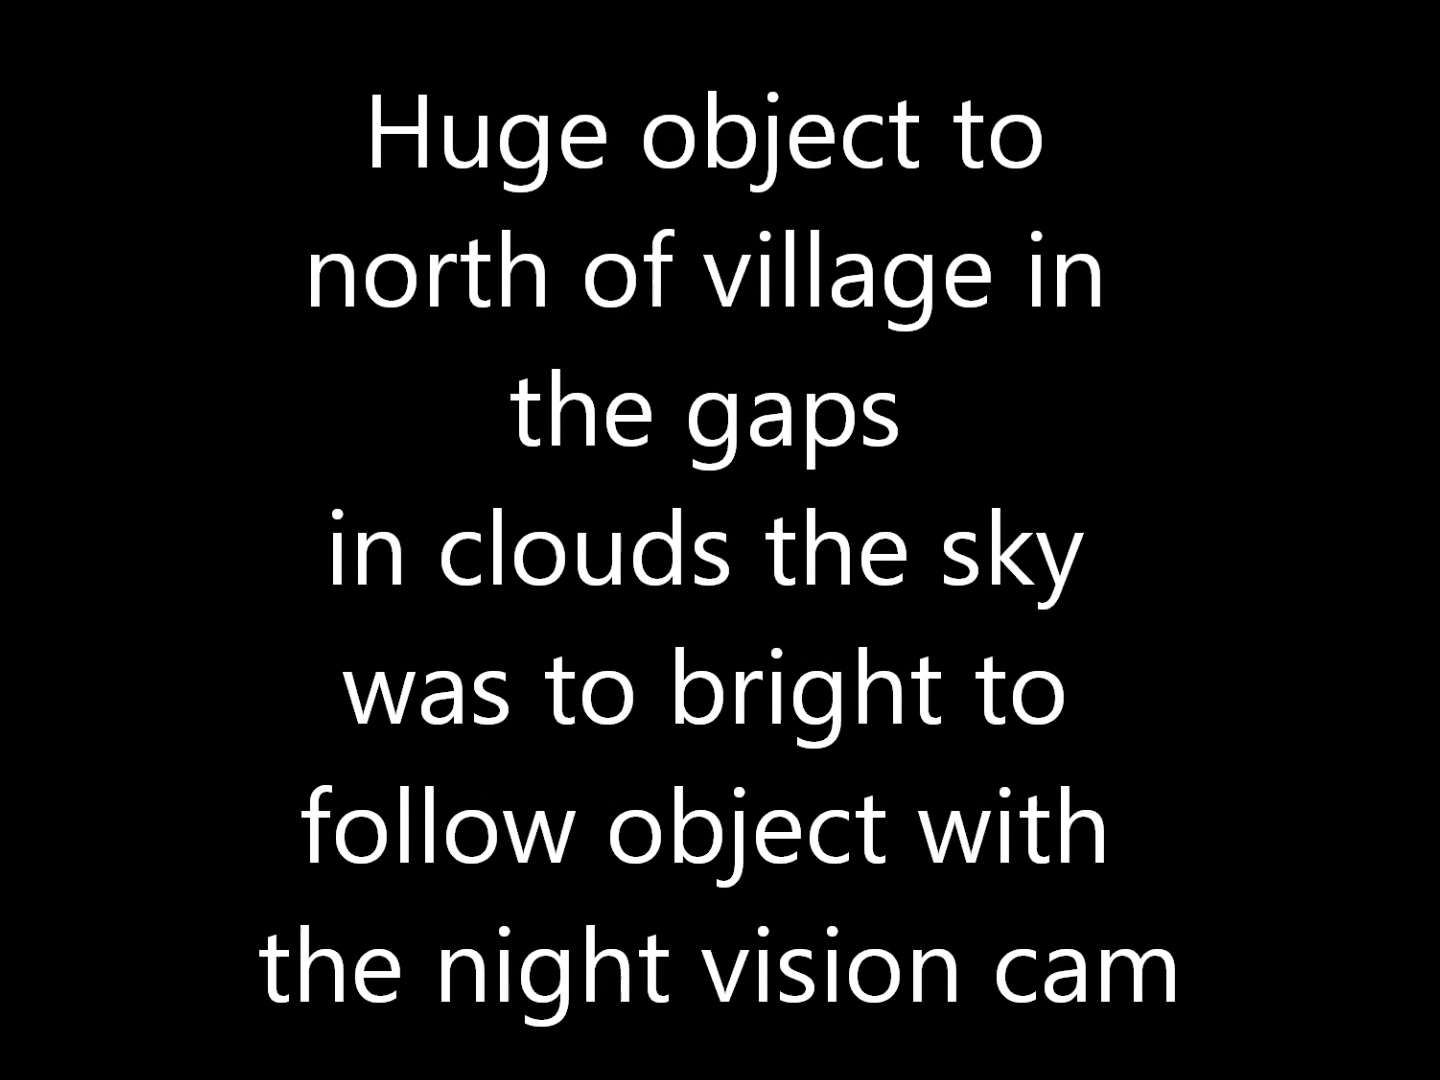 Huge object to
north of village in
the gaps
in clouds the sky
was to bright to
follow object with
the night vision cam